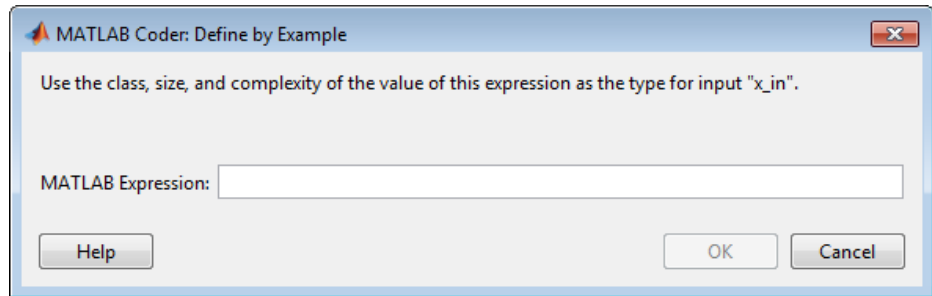 MATLAB Coder: Define by Example
Use the class, size, and complexity of the value of this expression as the type for input "x_in".
MATLAB Expression:
Help OK Cancel